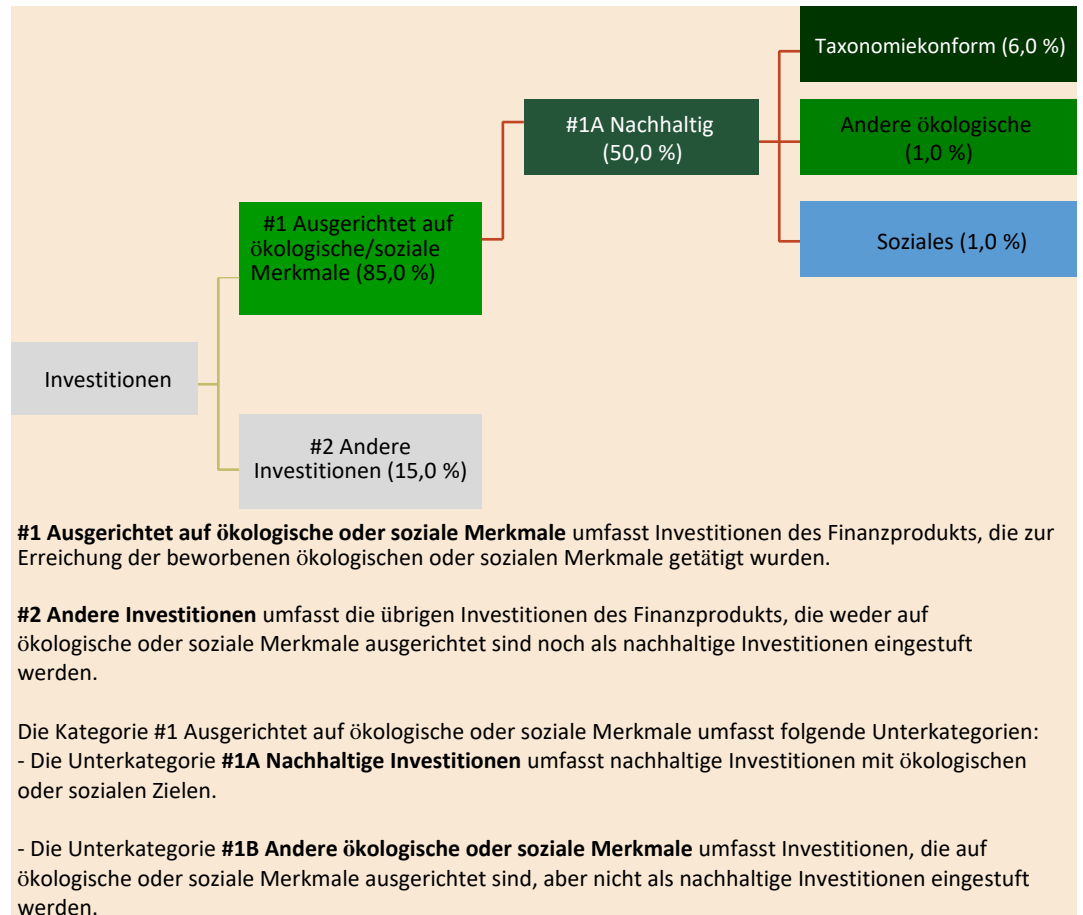 Taxonomiekonform (6,0 %)
#1A Nachhaltig
(50,0 %)
Andere ökologische
(1,0 %)
#1 Ausgerichtet auf
ökologische/soziale
Merkmale (85,0 %)
Soziales (1,0 %)
Investitionen
#2 Andere
Investitionen (15,0 %)
#1 Ausgerichtet auf ökologische oder soziale Merkmale umfasst Investitionen des Finanzprodukts, die zur
Erreichung der beworbenen ökologischen oder sozialen Merkmale getätigt wurden.
#2 Andere Investitionen umfasst die übrigen Investitionen des Finanzprodukts, die weder auf
ökologische oder soziale Merkmale ausgerichtet sind noch als nachhaltige Investitionen eingestuft
werden.
Die Kategorie #1 Ausgerichtet auf ökologische oder soziale Merkmale umfasst folgende Unterkategorien:
- Die Unterkategorie #1A Nachhaltige Investitionen umfasst nachhaltige Investitionen mit ökologischen
oder sozialen Zielen.
- Die Unterkategorie #1B Andere ökologische oder soziale Merkmale umfasst Investitionen, die auf
ökologische oder soziale Merkmale ausgerichtet sind, aber nicht als nachhaltige Investitionen eingestuft
werden.